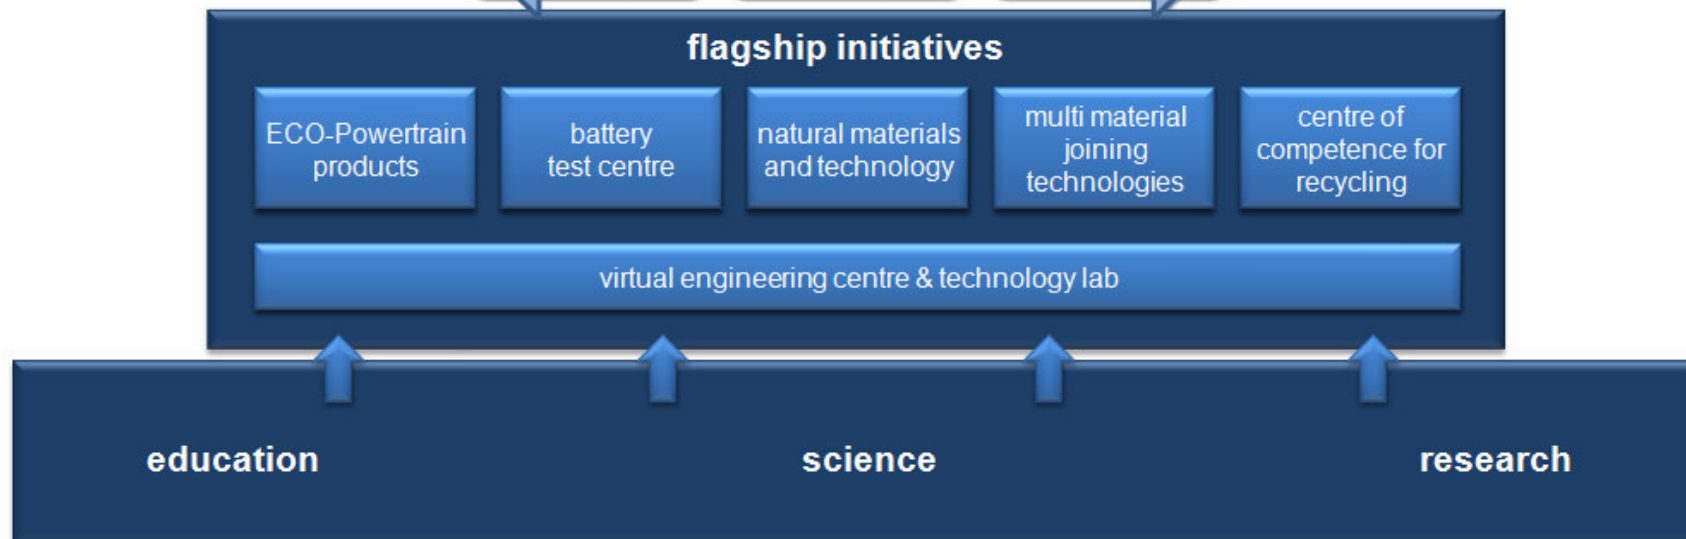 flagship initiatives
ECO-Powertrain
products
battery
test centre
natural materials
and technology
multi material
joining
technologies
centre of
competence for
recycling
virtual engineering centre & technology lab
education
science
research